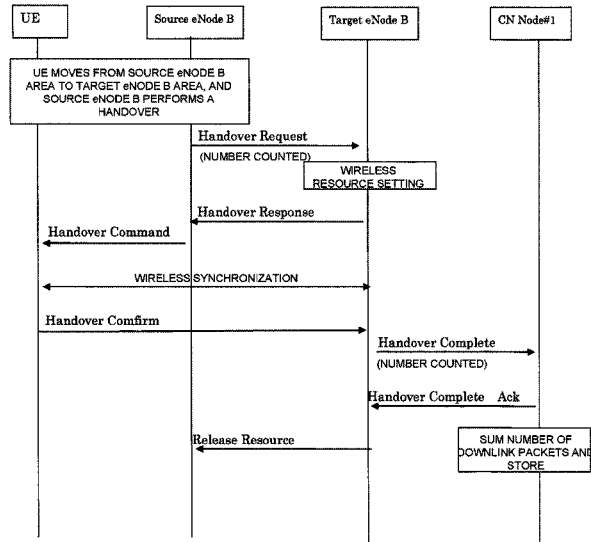 UE
Source eNode B
Target eNode B
CN Node#1
UE MOVES FROM SOURCE eNODE B
AREA TO TARGET eNODE B AREA, AND
SOURCE eNODE B PERFORMS A
HANDOVER
Handover Request
(NUMBER COUNTED)
WIRELESS
RESOURCE SETTING
Handover Response
Handover Command
WIRELESS SYNCHRONIZATION
Handover Comfirm
Handover Complete
(NUMBER COUNTED)
Handover Complete Ack
Release Resource
SUM NUMBER OF
DOWNLINK PACKETS AND
STORE